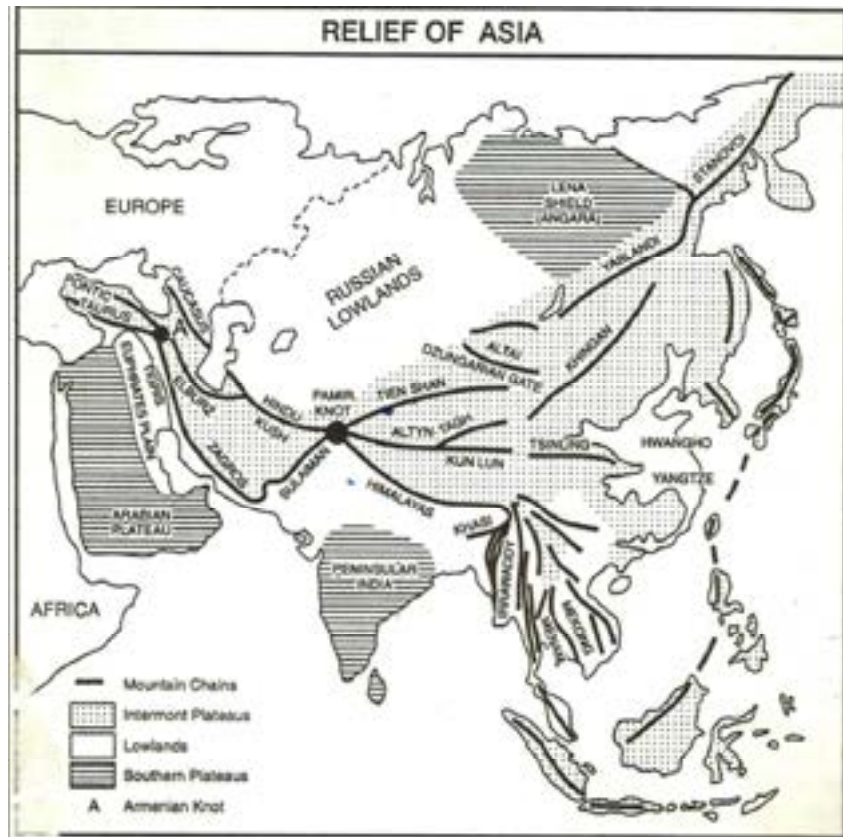 RELIEF OF ASIA
STANOVOI
LENA
SHIELD
(ANGARA)
EUROPE
YABLANOI
RUSSIAN
LOWLANDS
PONTIC
TAURUS
CAUCASUS
A
ALTAI
KHINGAN
DZUNGARIAN GATE
TIGRIS
EUPHRATES PLAIN
ELBURZ
HINDU
KUSH
PAMIR
KNOT
TIEN SHAN
ALTYN TAGH
TSINLING
HWANGHO
ZAGROS
SULAIMAN
KUN LUN
YANGTZE
HIMALAYAS
ARABIAN
PLATEAU
KHASI
PENINSULAR
INDIA
IRRAWADDY
MEKONG
AFRICA
Mountain Chains
Intermont Plateaus
Lowlands
Southern Plateaus
A Armenian Knot